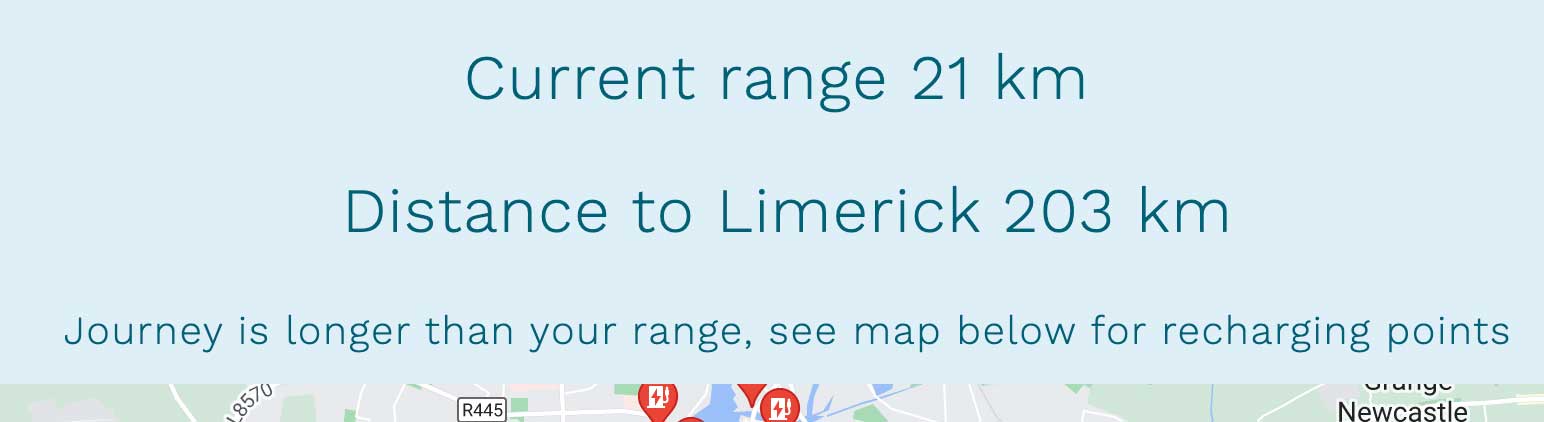 Current range 21 km
Distance to Limerick 203 km
Journey is longer than your range, see map below for recharging points
L8570
R445
Grange
Newcastle